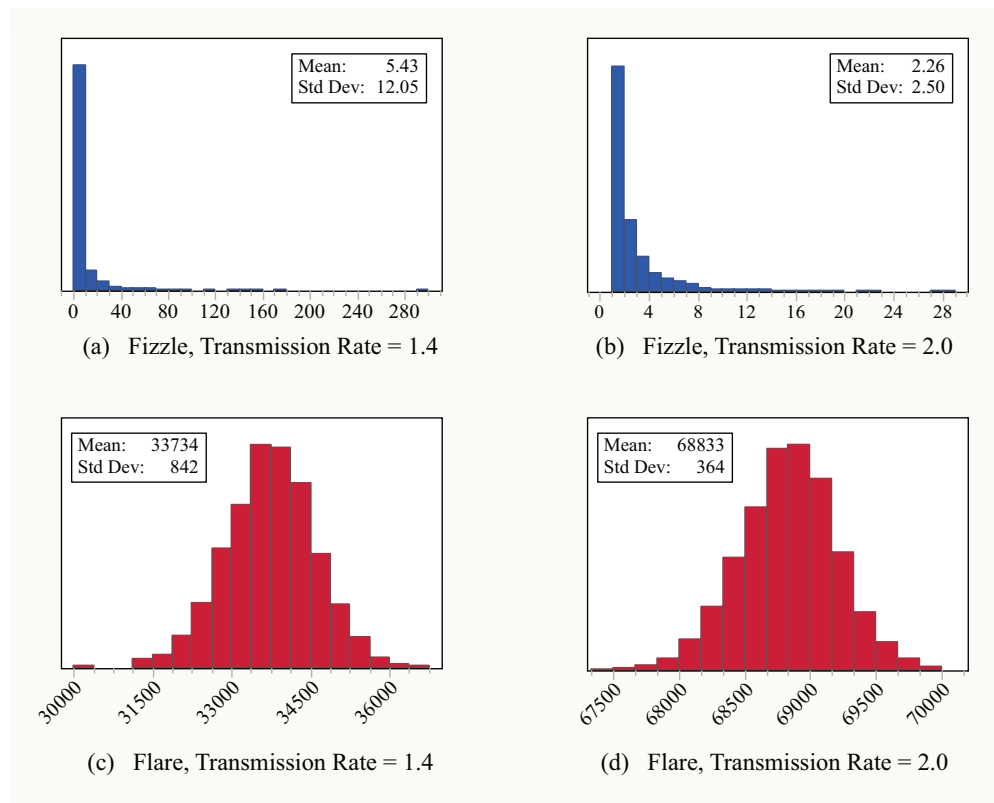 Mean: 5.43
Std Dev: 12.05
0 40 80 120 160 200 240 280
(a) Fizzle, Transmission Rate = 1.4
Mean: 2.26
Std Dev: 2.50
0 4 8 12 16 20 24 28
(b) Fizzle, Transmission Rate = 2.0
Mean: 33734
Std Dev: 842
30000 31500 33000 34500 36000
(c) Flare, Transmission Rate = 1.4
Mean: 68833
Std Dev: 364
67500 68000 68500 69000 69500 70000
(d) Flare, Transmission Rate = 2.0